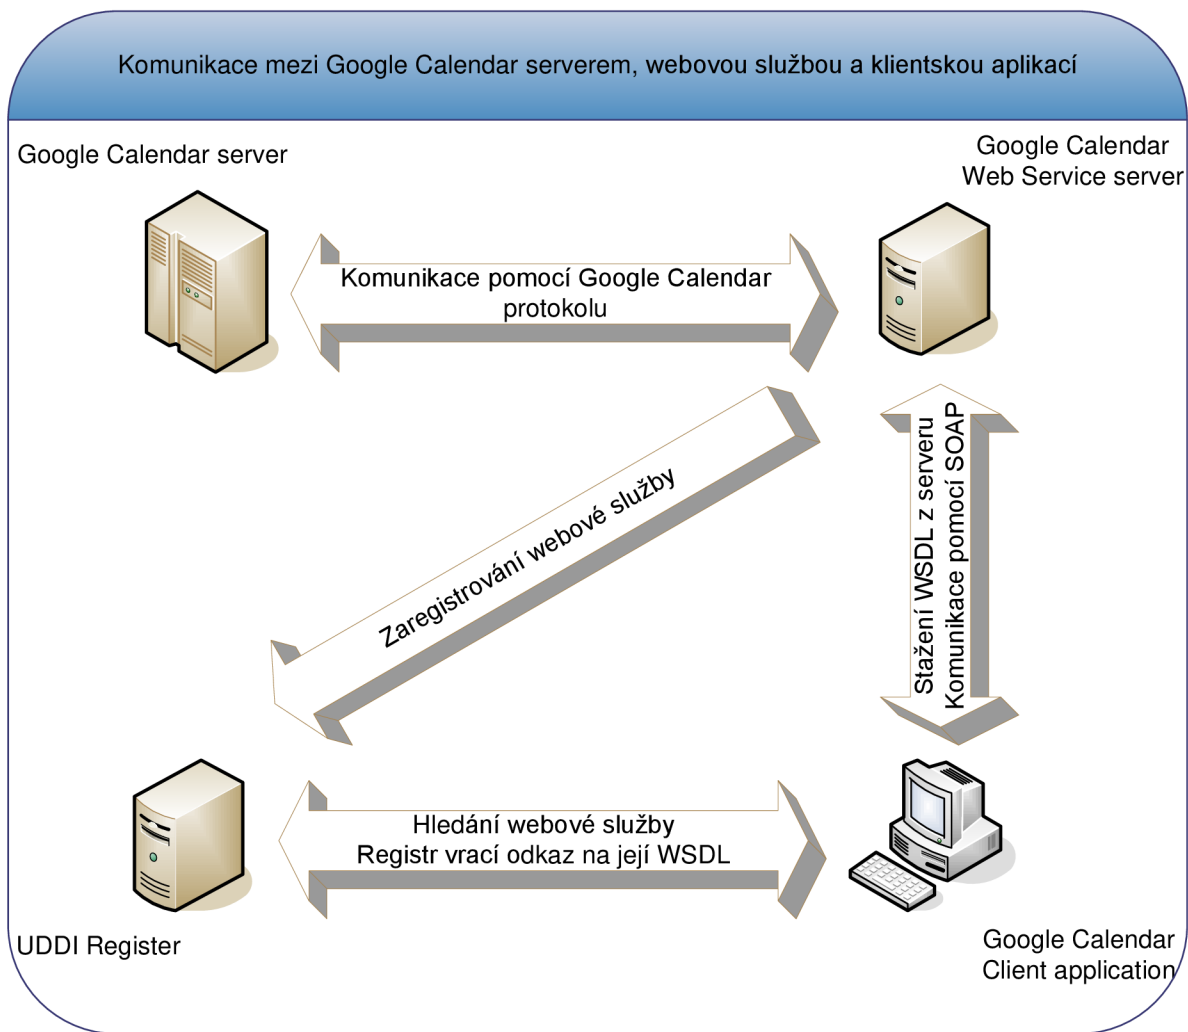 Komunikace mezi Google Calendar serverem, webovou službou a klientskou aplikací
Google Calendar server
Google Calendar
Web Service server
Komunikace pomocí Google Calendar
protokolu
Zaregistrování webové služby
Stažení WSDL z serveru
Komunikace pomocí SOAP
Hledání webové služby
Registr vrací odkaz na její WSDL
UDDI Register
Google Calendar
Client application